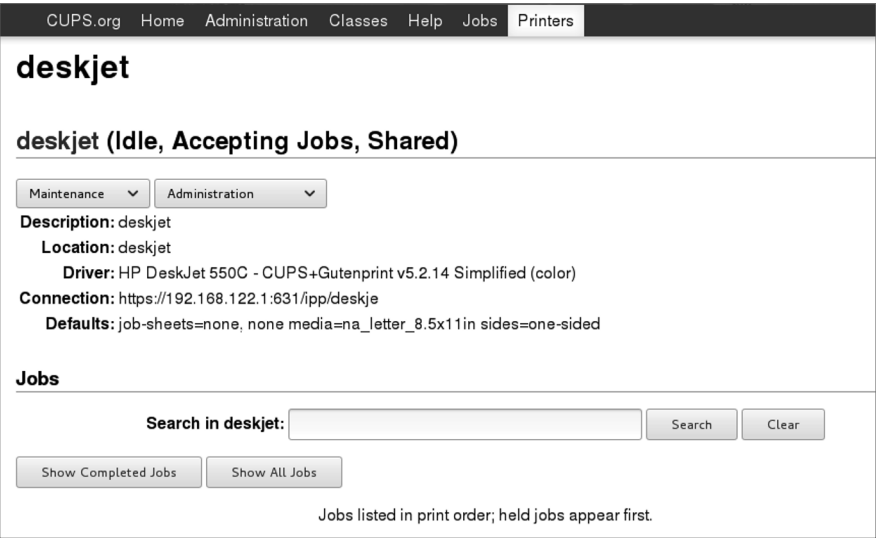 CUPS.org Home Administration Classes Help Jobs Printers
deskjet
deskjet (Idle, Accepting Jobs, Shared)
Maintenance Administration
Description: deskjet
Location: deskjet
Driver: HP DeskJet 550C - CUPS+Gutenprint v5.2.14 Simplified (color)
Connection: https://192.168.122.1:631/ipp/deskje
Defaults: job-sheets=none, none media=na_letter_8.5x11in sides=one-sided
Jobs
Search in deskjet: Search Clear
Show Completed Jobs Show All Jobs
Jobs listed in print order; held jobs appear first.